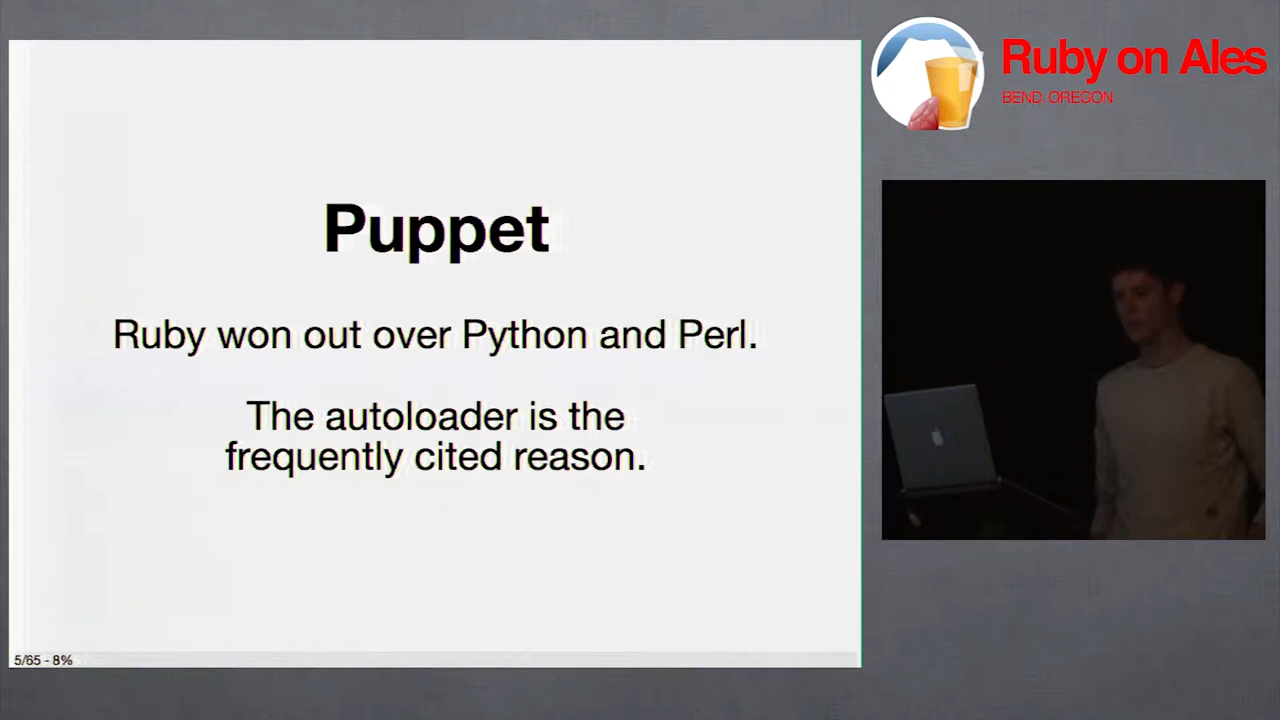 Puppet
Ruby won out over Python and Perl.
The autoloader is the
frequently cited reason.
5/65 - 8%
Ruby on Ales
BEND, OREGON